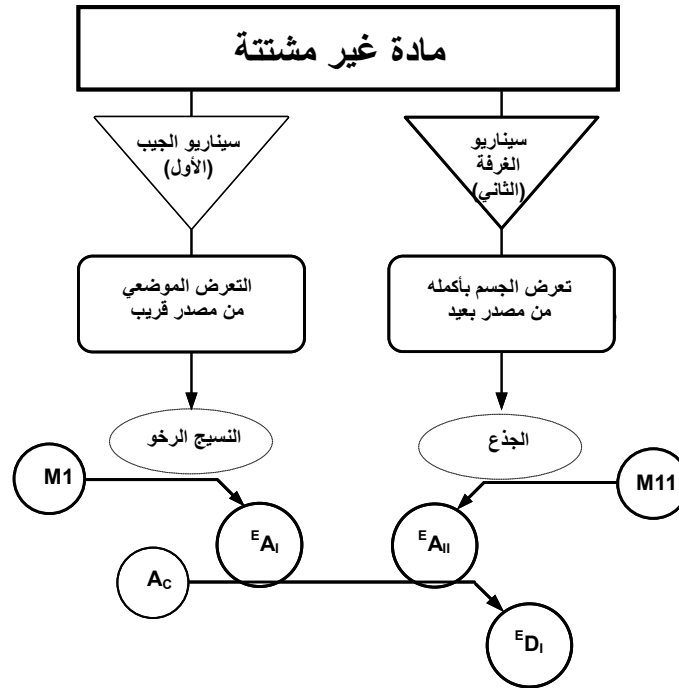 مادة غير مشتتة
سيناريو الجيب
(الأول)
سيناريو
الغرفة
(الثاني)
التعرض الموضعي
من مصدر قريب
تعرض الجسم بأكمله
من مصدر بعيد
النسيج الرخو
الجذع
M1
M11
ᴱAI
ᴱAII
AC
ᴱDI